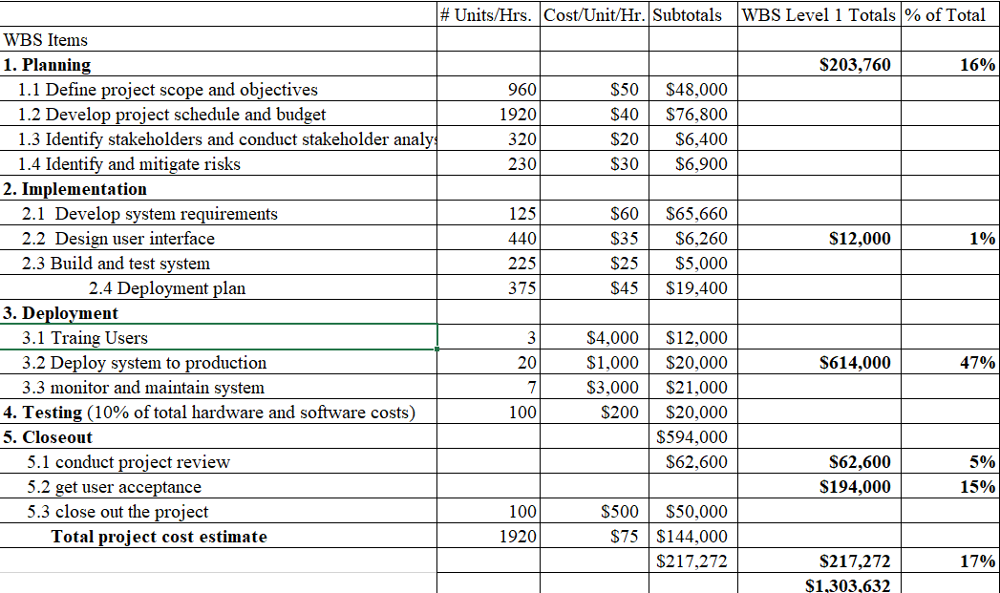 # Units/Hrs. Cost/Unit/Hr. Subtotals WBS Level 1 Totals % of Total
WBS Items
1. Planning $203,760 16%
1.1 Define project scope and objectives 960 $50 $48,000
1.2 Develop project schedule and budget 1920 $40 $76,800
1.3 Identify stakeholders and conduct stakeholder analys 320 $20 $6,400
1.4 Identify and mitigate risks 230 $30 $6,900
2. Implementation
2.1 Develop system requirements 125 $60 $65,660
2.2 Design user interface 440 $35 $6,260 $12,000 1%
2.3 Build and test system 225 $25 $5,000
2.4 Deployment plan 375 $45 $19,400
3. Deployment
3.1 Traing Users 3 $4,000 $12,000
3.2 Deploy system to production 20 $1,000 $20,000 $614,000 47%
3.3 monitor and maintain system 7 $3,000 $21,000
4. Testing (10% of total hardware and software costs) 100 $200 $20,000
5. Closeout $594,000
5.1 conduct project review $62,600 $62,600 5%
5.2 get user acceptance $194,000 15%
5.3 close out the project 100 $500 $50,000
Total project cost estimate 1920 $75 $144,000
$217,272 $217,272 17%
$1,303,632